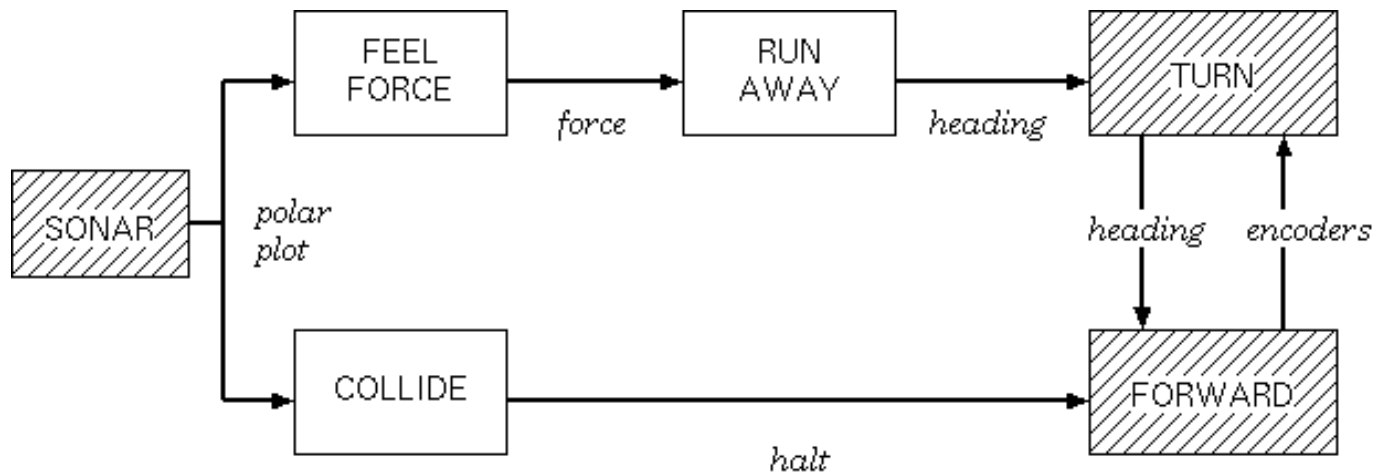 FEEL
FORCE
RUN
AWAY
TURN
force
heading
SONAR
polar
plot
heading
encoders
COLLIDE
FORWARD
halt